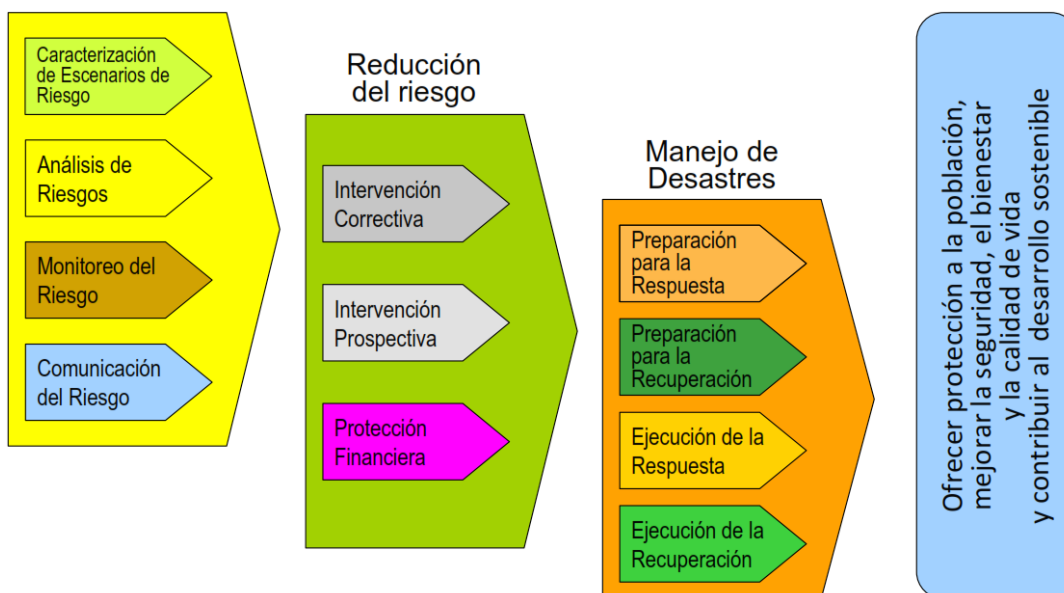 Caracterización
de Escenarios de
Riesgo
Análisis de
Riesgos
Monitoreo del
Riesgo
Comunicación
del Riesgo
Reducción
del riesgo
Intervención
Correctiva
Intervención
Prospectiva
Protección
Financiera
Manejo de
Desastres
Preparación
para la
Respuesta
Preparación
para la
Recuperación
Ejecución de la
Respuesta
Ejecución de la
Recuperación
Ofrecer protección a la población,
mejorar la seguridad, el bienestar
y la calidad de vida
y contribuir al desarrollo sostenible